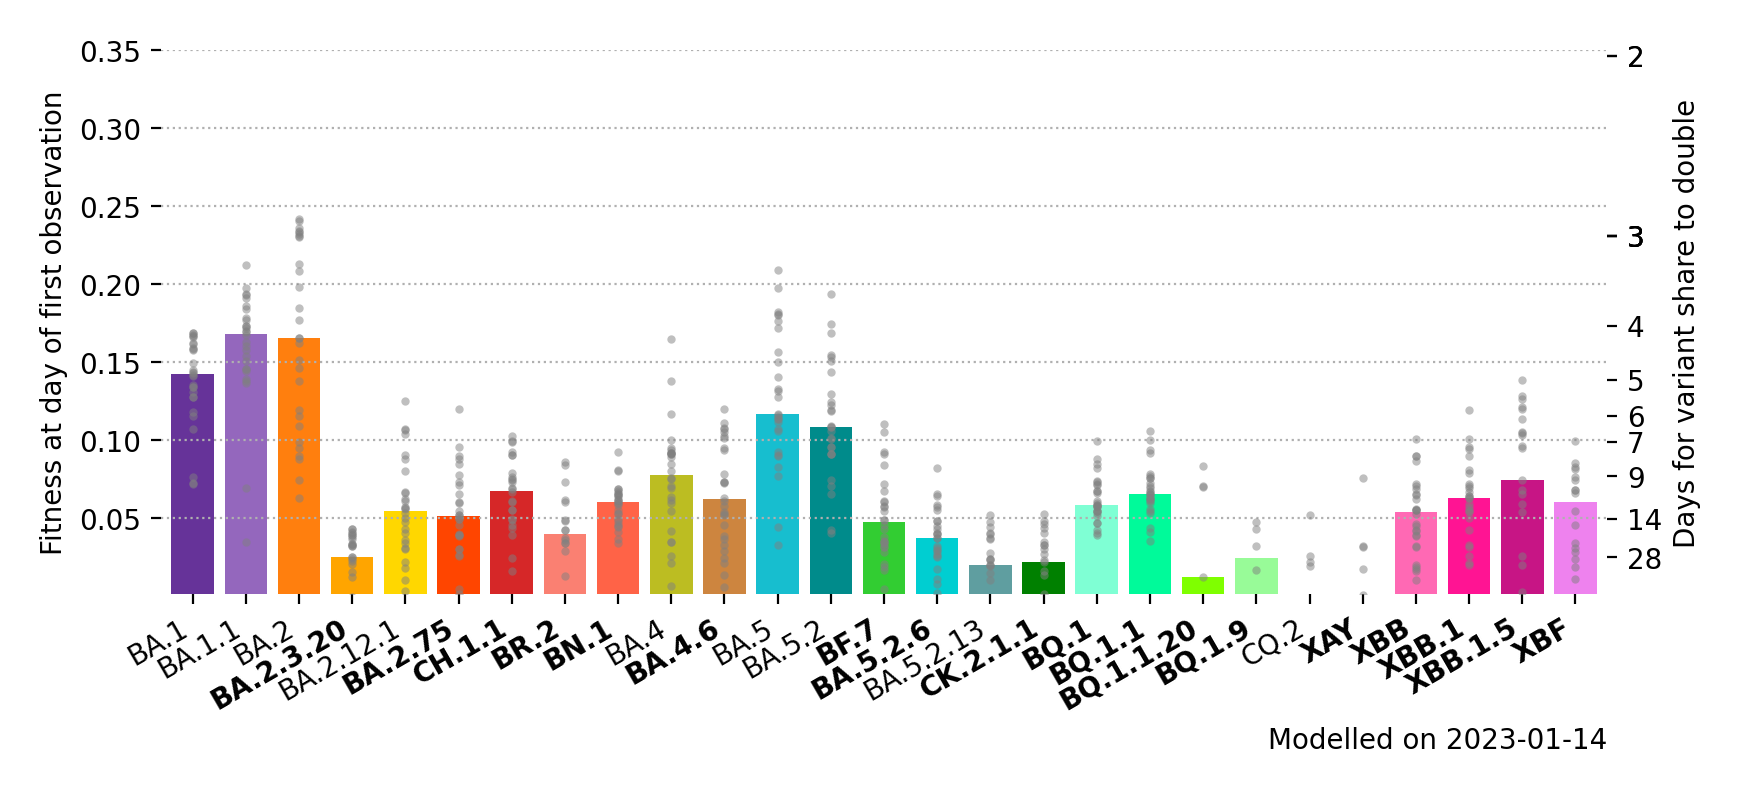 Fitness at day of first observation
0.35
0.30
0.25
0.20
0.15
0.10
0.05
2
3
4
5
6
7
9
14
28
Days for variant share to double
BA.1
BA.1.1
BA.2
BA.2.3.20
BA.2.12.1
BA.2.75
CH.1.1
BR.2
BN.1
BA.4
BA.4.6
BA.5
BA.5.2
BF.7
BA.5.2.6
BA.5.2.13
CK.2.1.1
BQ.1
BQ.1.1
BQ.1.1.20
BQ.1.9
CQ.2
XAY
XBB
XBB.1
XBB.1.5
XBF
Modelled on 2023-01-14